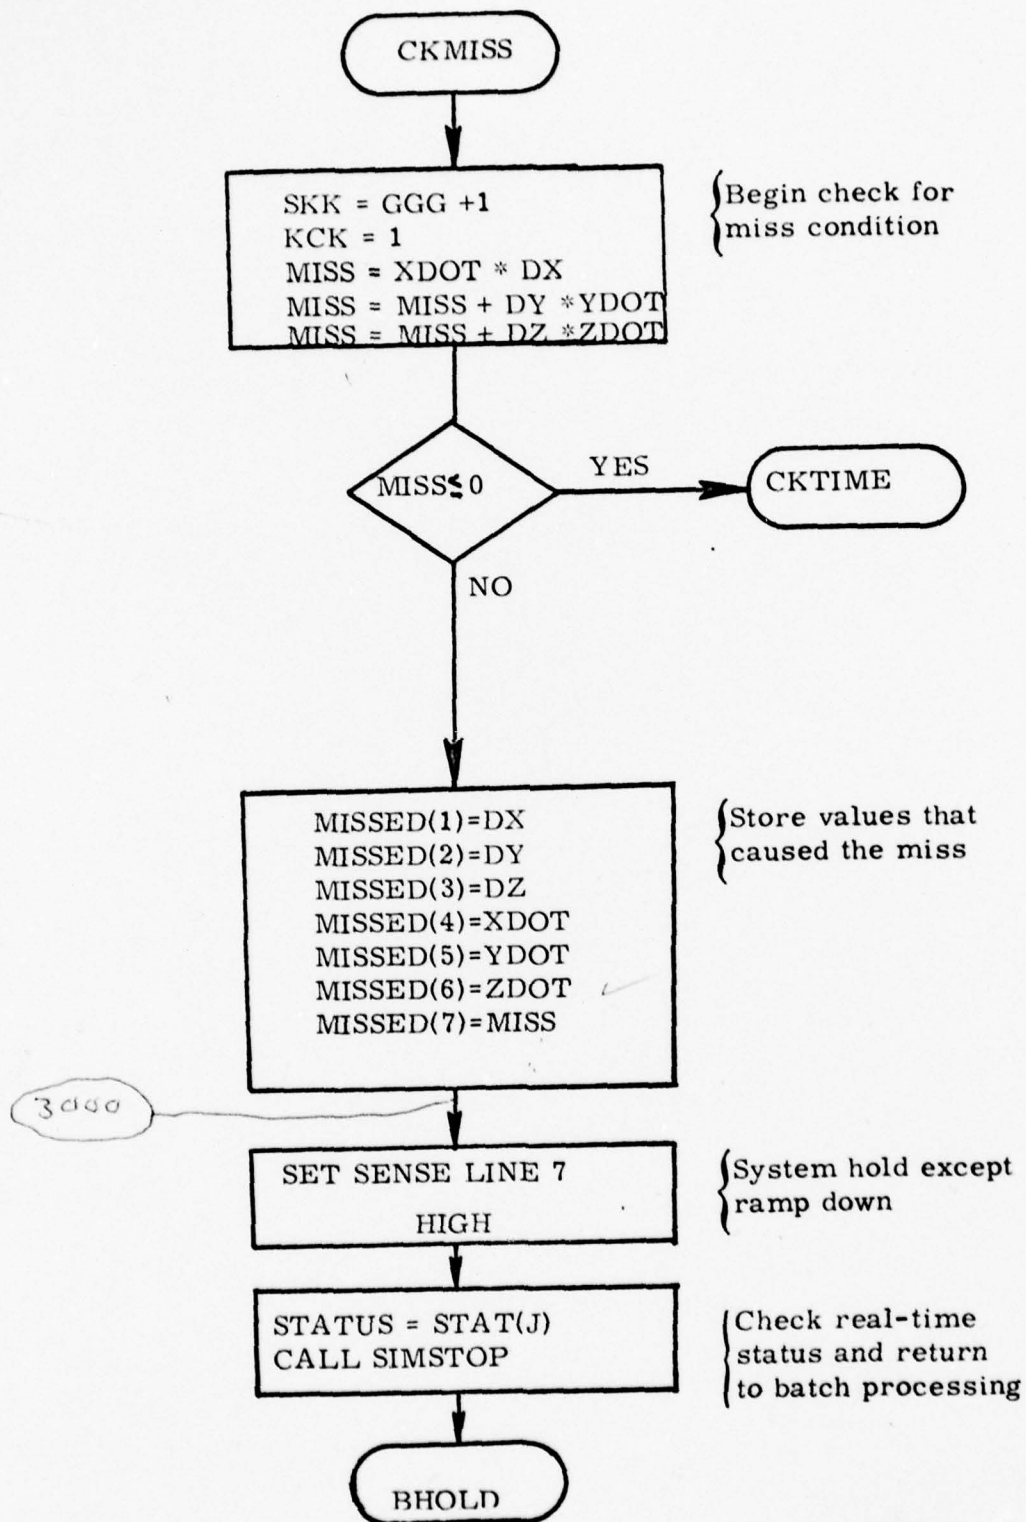 CKMISS
SKK = GGG +1
KCK = 1
MISS = XDOT * DX
MISS = MISS + DY *YDOT
MISS = MISS + DZ *ZDOT
Begin check for
miss condition
MISS≤0
YES
CKTIME
NO
MISSED(1)=DX
MISSED(2)=DY
MISSED(3)=DZ
MISSED(4)=XDOT
MISSED(5)=YDOT
MISSED(6)=ZDOT
MISSED(7)=MISS
Store values that
caused the miss
3000
SET SENSE LINE 7
HIGH
System hold except
ramp down
STATUS = STAT(J)
CALL SIMSTOP
Check real-time
status and return
to batch processing
BHOLD